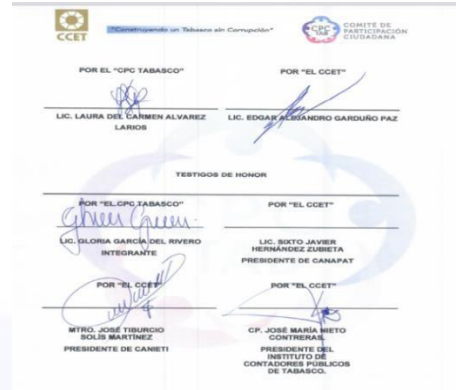 CCET
"Construyendo un Tabasco sin Corrupción"
CPC
TAB
COMITÉ DE
PARTICIPACIÓN
CIUDADANA
POR EL "CPC TABASCO"
POR "EL CCET"
LIC. LAURA DEL CARMEN ALVAREZ
LARIOS
LIC. EDGAR ALEJANDRO GARDUÑO PAZ
TESTIGOS DE HONOR
POR "EL CPC TABASCO"
POR "EL CCET"
LIC. GLORIA GARCÍA DEL RIVERO
INTEGRANTE
LIC. SIXTO JAVIER
HERNÁNDEZ ZUBIETA
PRESIDENTE DE CANAPAT
POR "EL CCET"
POR "EL CCET"
MTRO. JOSÉ TIBURCIO
SOLÍS MARTÍNEZ
PRESIDENTE DE CANIETI
CP. JOSÉ MARÍA NIETO
CONTRERAS,
PRESIDENTE DEL
INSTITUTO DE
CONTADORES PÚBLICOS
DE TABASCO.